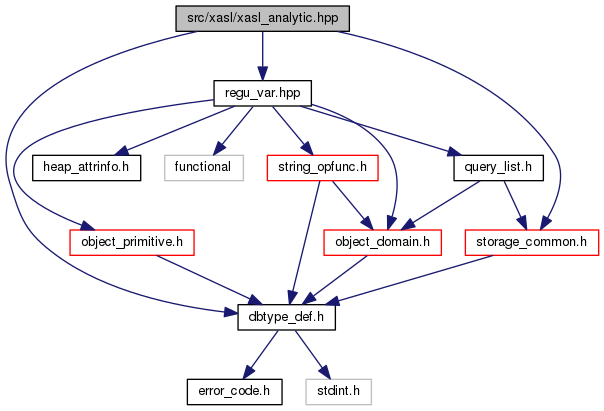 src/xasl/xasl_analytic.hpp
regu_var.hpp
heap_attrinfo.h
functional
string_opfunc.h
query_list.h
object_primitive.h
object_domain.h
storage_common.h
dbtype_def.h
error_code.h
stdint.h